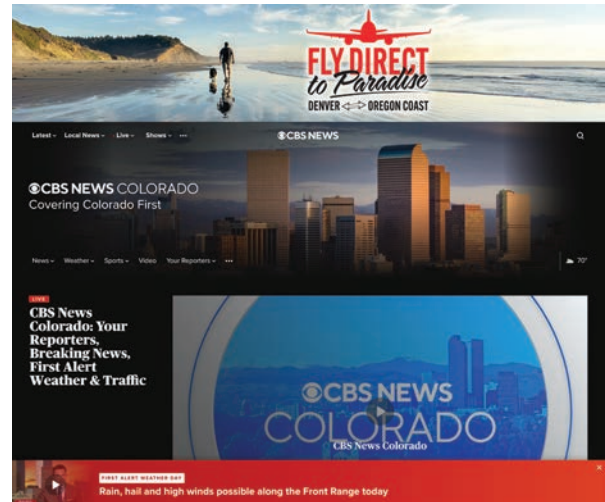 FLY DIRECT
to Paradise
DENVER <=> OREGON COAST
Latest Local News Live Shows ...
CBS NEWS
CBS NEWS COLORADO
Covering Colorado First
News Weather Sports Video Your Reporters ...
70°
LIVE
CBS News
Colorado: Your
Reporters,
Breaking News,
First Alert
Weather & Traffic
CBS NEWS
COLORADO
CBS News Colorado
FIRST ALERT WEATHER DAY
Rain, hail and high winds possible along the Front Range today